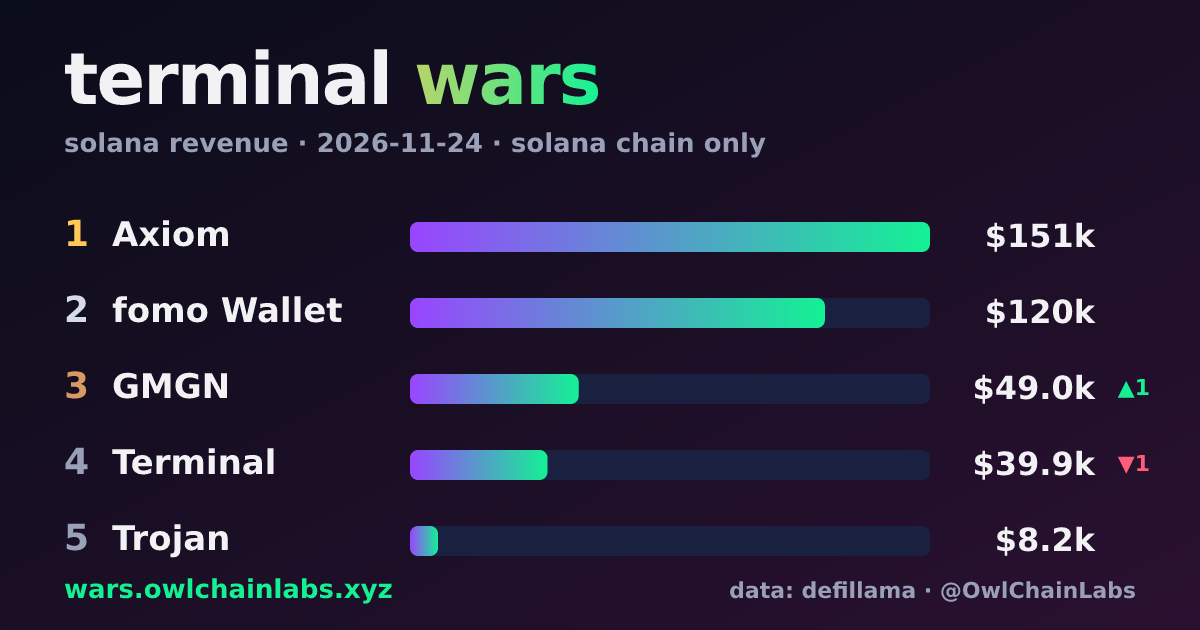 terminal wars
solana revenue · 2026-11-24 · solana chain only
1 Axiom $151k
2 fomo Wallet $120k
3 GMGN $49.0k ▲1
4 Terminal $39.9k ▼1
5 Trojan $8.2k
wars.owlchainlabs.xyz data: defillama · @OwlChainLabs